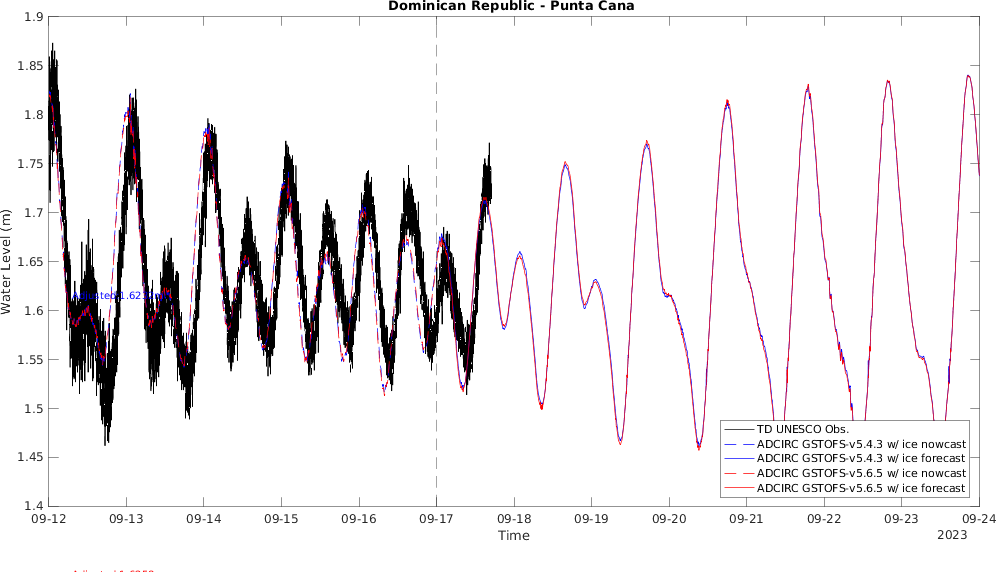 Dominican Republic - Punta Cana
Water Level (m)
1.9
1.85
1.8
1.75
1.7
1.65
1.6
1.55
1.5
1.45
1.4
TD UNESCO Obs.
ADCIRC GSTOFS-v5.4.3 w/ ice nowcast
ADCIRC GSTOFS-v5.4.3 w/ ice forecast
ADCIRC GSTOFS-v5.6.5 w/ ice nowcast
ADCIRC GSTOFS-v5.6.5 w/ ice forecast
09-12 09-13 09-14 09-15 09-16 09-17 09-18 09-19 09-20 09-21 09-22 09-23 09-24
2023
Time